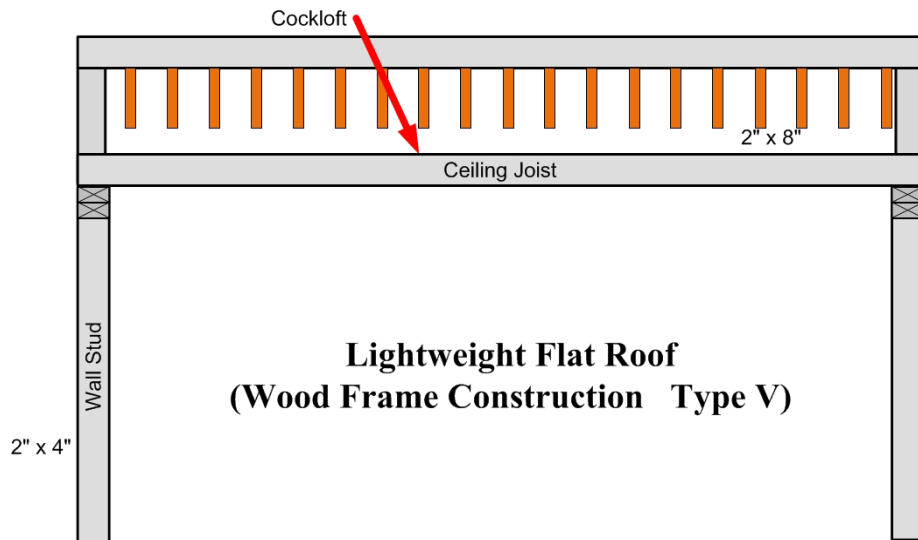 Cockloft
2" x 8"
Ceiling Joist
Wall Stud
Lightweight Flat Roof
(Wood Frame Construction Type V)
2" x 4"